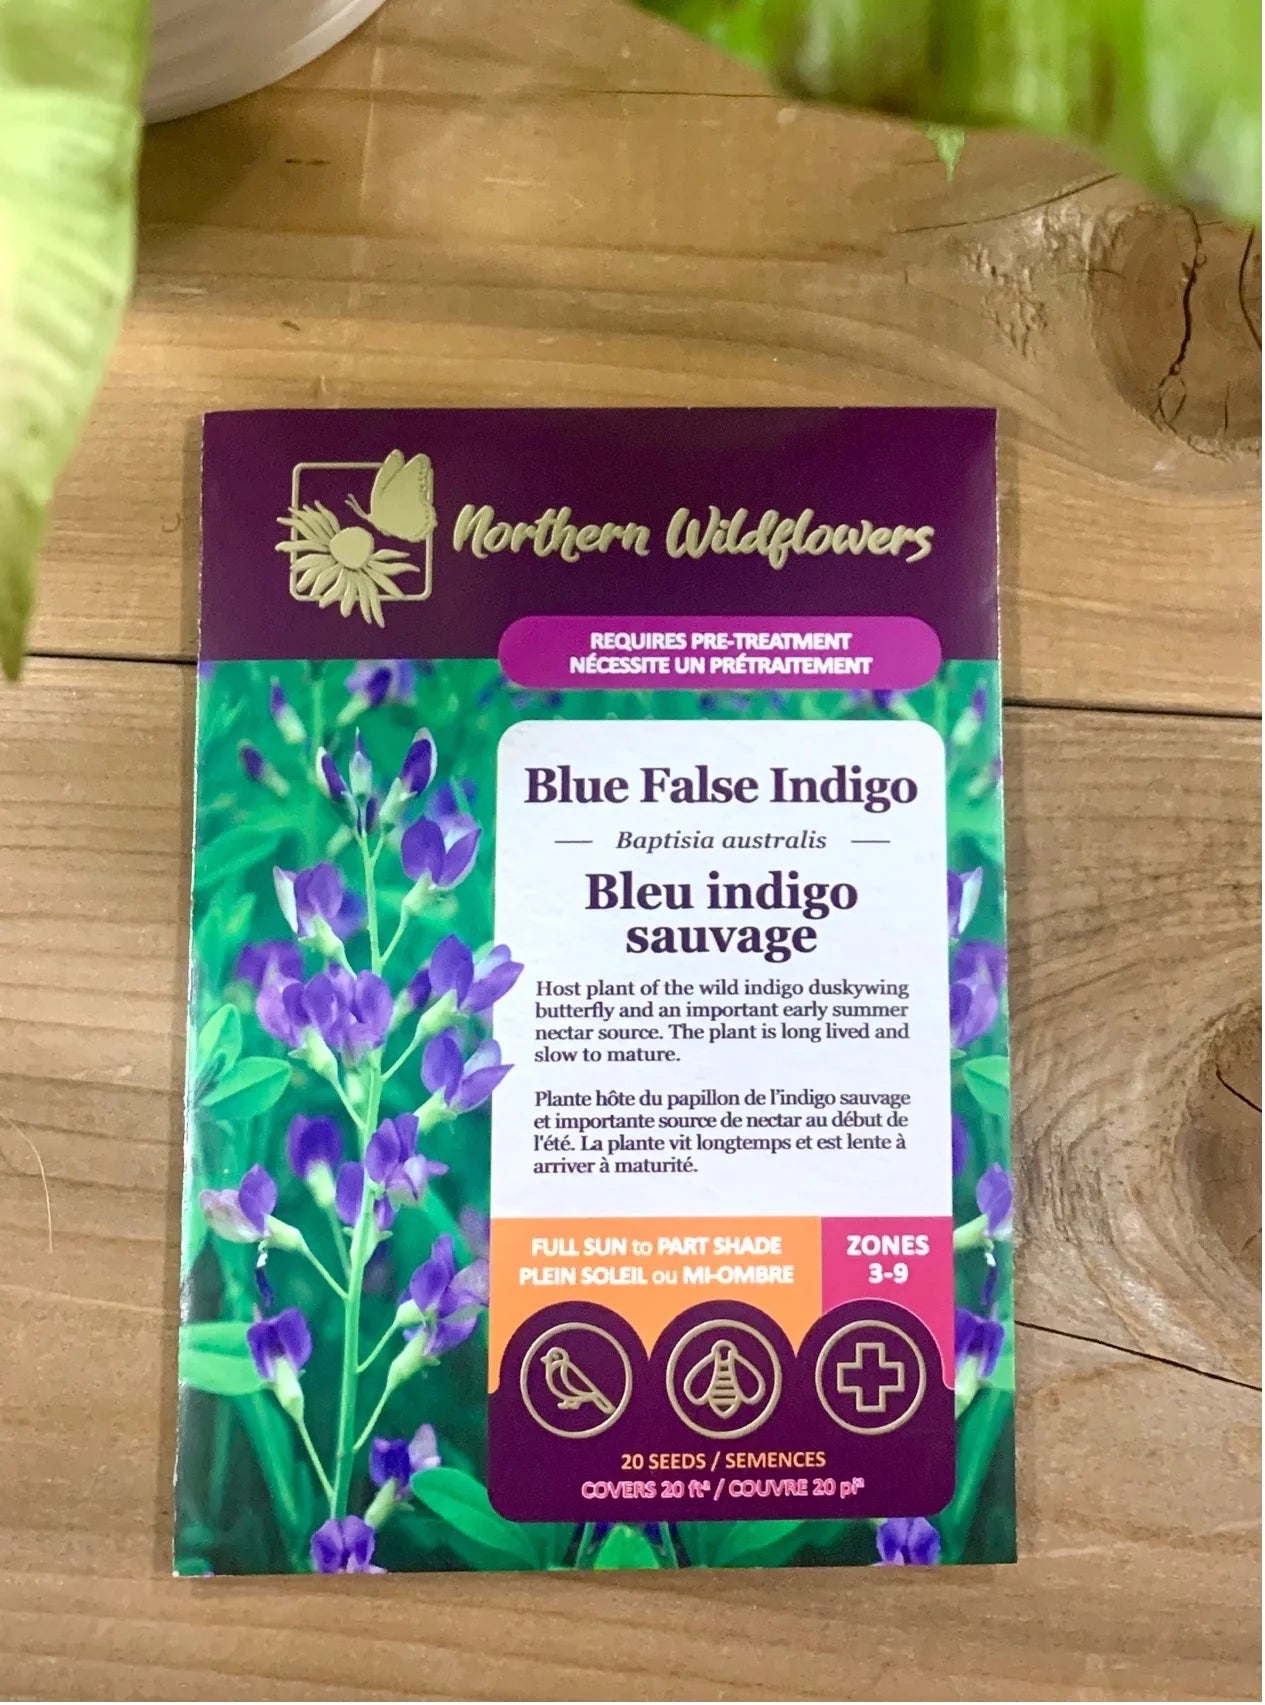 Northern Wildflowers
REQUIRES PRE-TREATMENT
NÉCESSITE UN PRÉTRAITEMENT
Blue False Indigo
Baptisia australis
Bleu indigo
sauvage
Host plant of the wild indigo duskywing
butterfly and an important early summer
nectar source. The plant is long lived and
slow to mature.
Plante hôte du papillon de l'indigo sauvage
et importante source de nectar au début de
l'été. La plante vit longtemps et est lente à
arriver à maturité.
FULL SUN to PART SHADE
PLEIN SOLEIL ou MI-OMBRE
ZONES
3-9
20 SEEDS / SEMENCES
COVERS 20 ft² / COUVRE 20 pi²